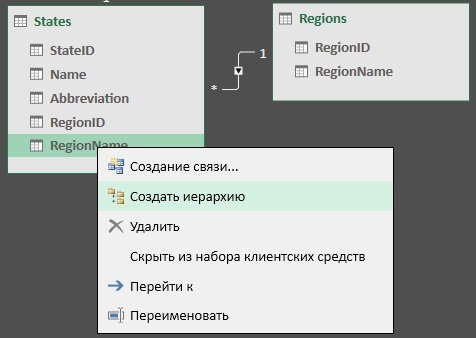 1
States
StateID
Name
Abbreviation
RegionID
RegionName
1
*
Regions
RegionID
RegionName
Создание связи...
Создать иерархию
Удалить
Скрыть из набора клиентских средств
Перейти к
Переименовать